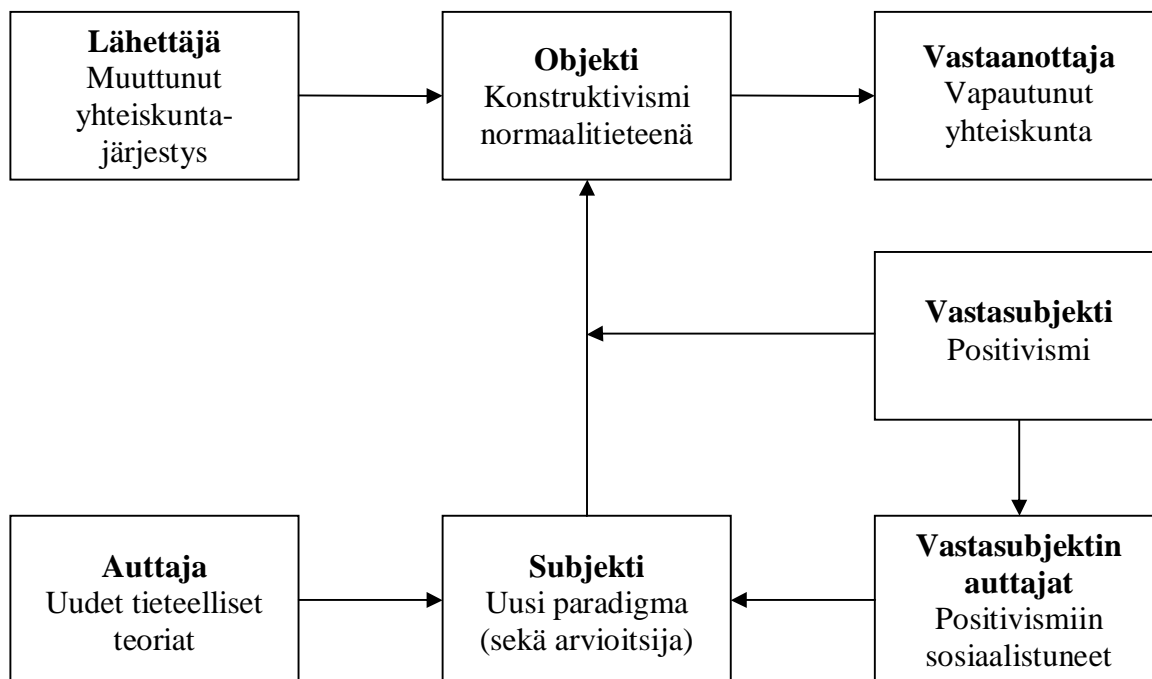 Lähettäjä
Muuttunut
yhteiskunta-
järjestys
Objekti
Konstruktivismi
normaalitieteenä
Vastaanottaja
Vapautunut
yhteiskunta
Vastasubjekti
Positivismi
Auttaja
Uudet tieteelliset
teoriat
Subjekti
Uusi paradigma
(sekä arvioitsija)
Vastasubjektin
auttajat
Positivismiin
sosiaalistuneet